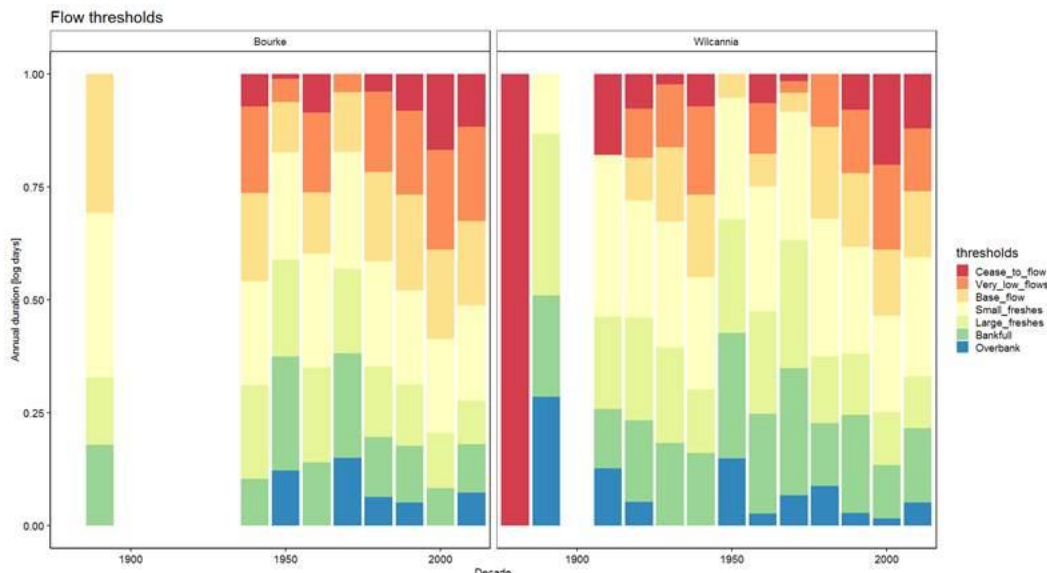 Flow thresholds
Bourke
Wilcannia
1.00
0.75
0.50
0.25
0.00
Annual duration [log days]
1900
1950
2000
1900
1950
2000
Decade
thresholds
Cease_to_flow
Very_low_flows
Base_flow
Small_freshes
Large_freshes
Bankfull
Overbank